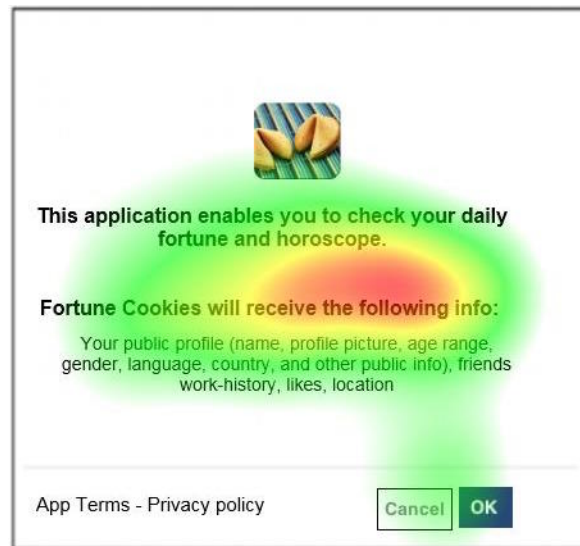 This application enables you to check your daily
fortune and horoscope.
Fortune Cookies will receive the following info:
Your public profile (name, profile picture, age range,
gender, language, country, and other public info), friends
work-history, likes, location
App Terms - Privacy policy
Cancel
OK